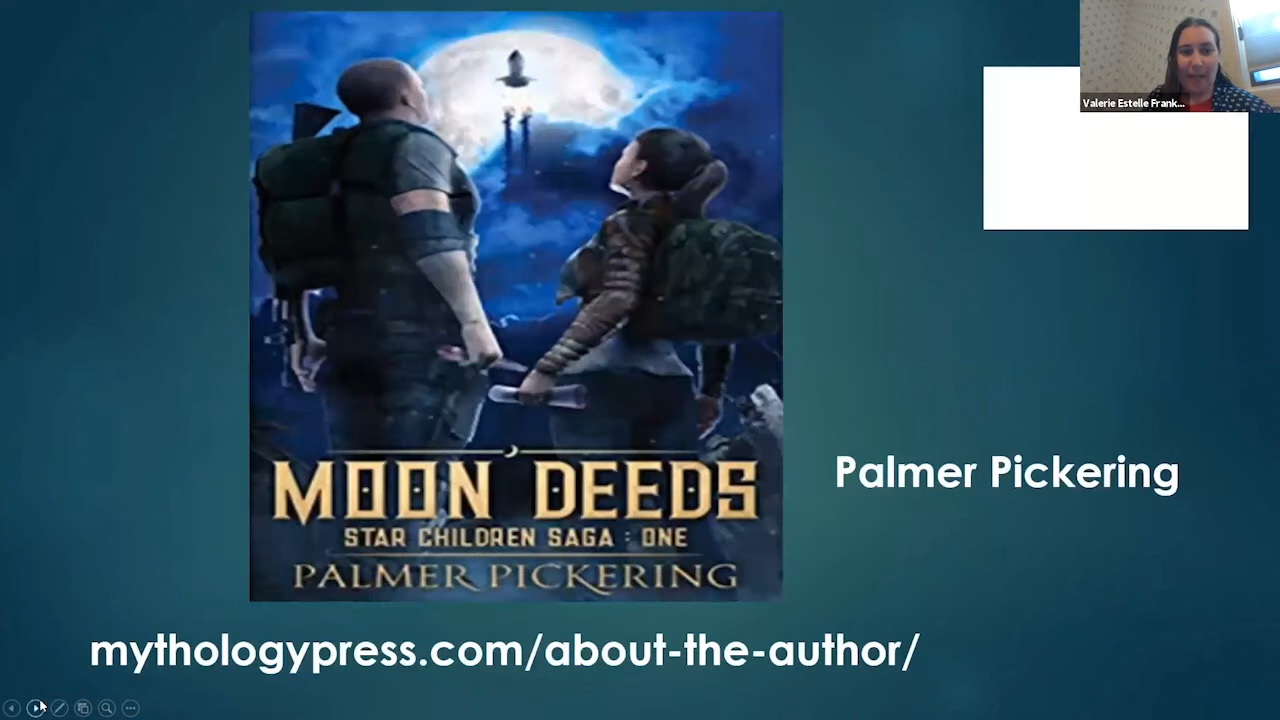 Valerie Estelle Frank...
MOON DEEDS
STAR CHILDREN SAGA : ONE
PALMER PICKERING
Palmer Pickering
mythologypress.com/about-the-author/